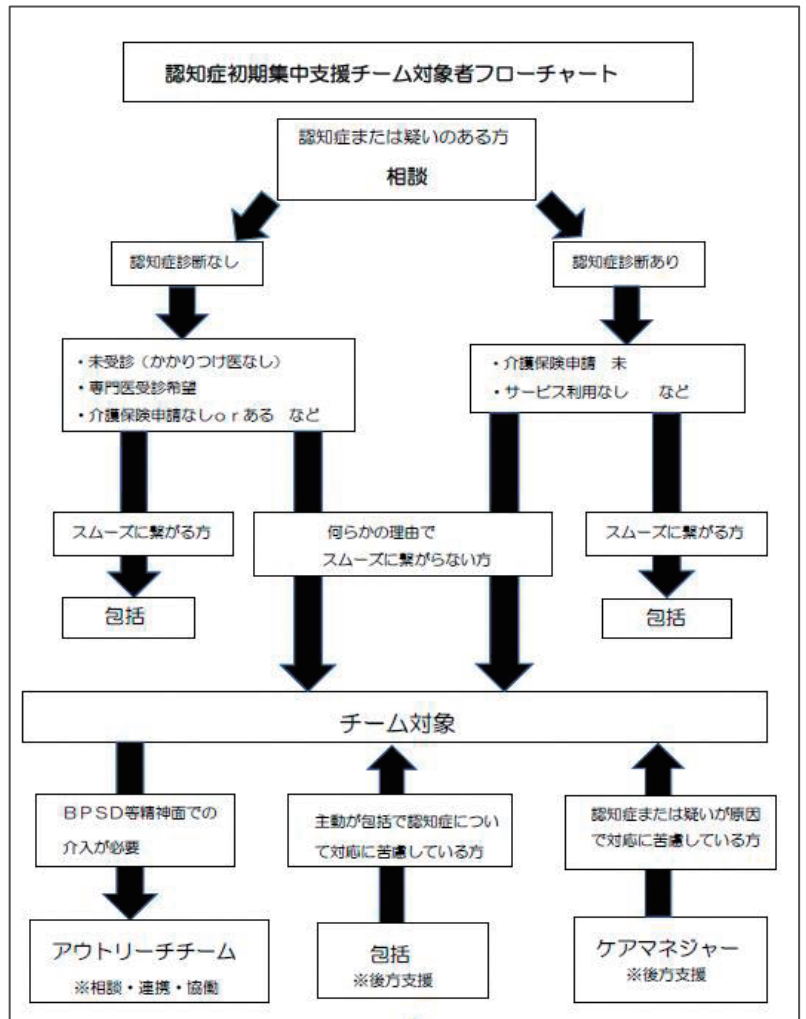 認知症初期集中支援チーム対象者フローチャート
認知症または疑いのある方
相談
認知症診断なし
認知症診断あり
・未受診（かかりつけ医なし）
・専門医受診希望
・介護保険申請なしｏｒある　など
・介護保険申請　未
・サービス利用なし　　など
スムーズに繋がる方
何らかの理由で
スムーズに繋がらない方
スムーズに繋がる方
包括
包括
チーム対象
ＢＰＳＤ等精神面での
介入が必要
主動が包括で認知症につい
て対応に苦慮している方
認知症または疑いが原因
で対応に苦慮している方
アウトリーチチーム
※相談・連携・協働
包括
※後方支援
ケアマネジャー
※後方支援